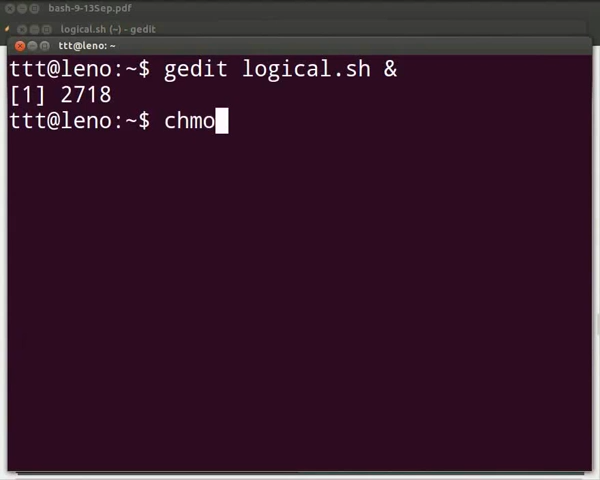 bash-9-13Sep.pdf
logical.sh (~) - gedit
ttt@leno: ~
ttt@leno:~$ gedit logical.sh &
[1] 2718
ttt@leno:~$ chmo